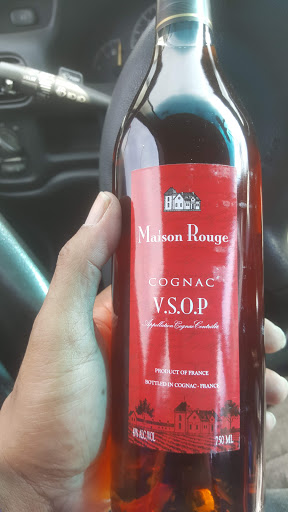 Maison Rouge
COGNAC
V.S.O.P
Appellation Cognac Contrôlée
PRODUCT OF FRANCE
BOTTLED IN COGNAC - FRANCE
40% ALC./VOL. 750 ML